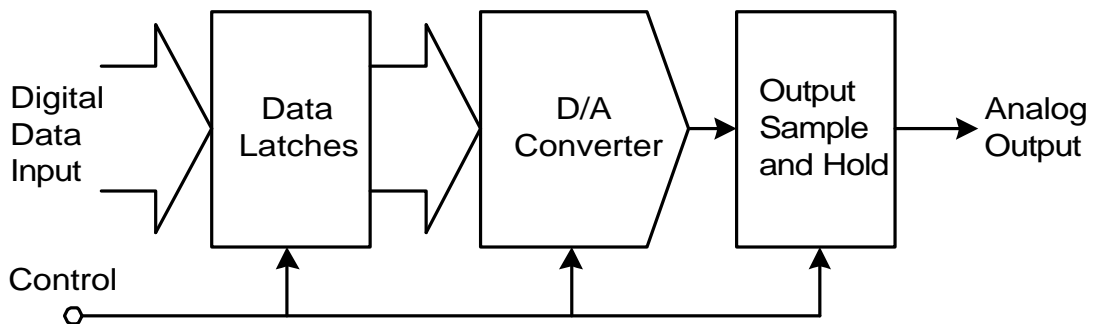 Digital
Data
Input
Data
Latches
D/A
Converter
Output
Sample
and Hold
Analog
Output
Control